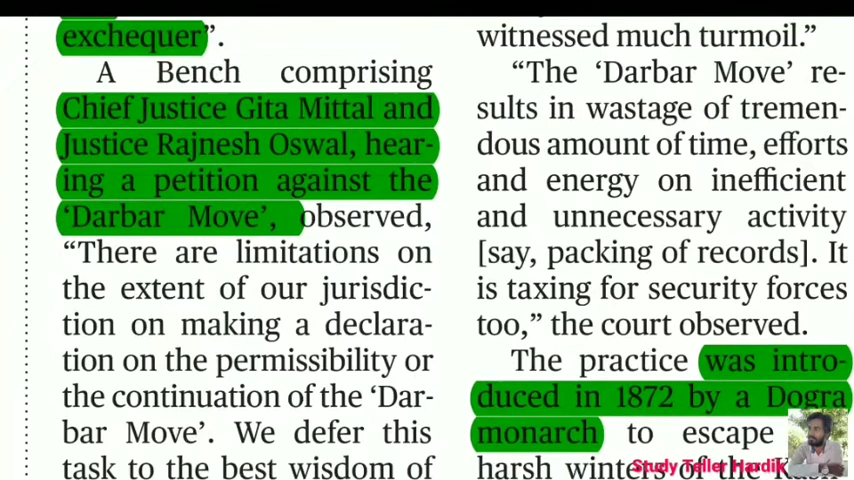 exchequer”.
A Bench comprising
Chief Justice Gita Mittal and
Justice Rajnesh Oswal, hear-
ing a petition against the
‘Darbar Move’, observed,
“There are limitations on
the extent of our jurisdic-
tion on making a declara-
tion on the permissibility or
the continuation of the ‘Dar-
bar Move’. We defer this
task to the best wisdom of
witnessed much turmoil.”
“The ‘Darbar Move’ re-
sults in wastage of tremen-
dous amount of time, efforts
and energy on inefficient
and unnecessary activity
[say, packing of records]. It
is taxing for security forces
too,” the court observed.
The practice was intro-
duced in 1872 by a Dogra
monarch to escape
harsh winters of the
Study Teller Hardik